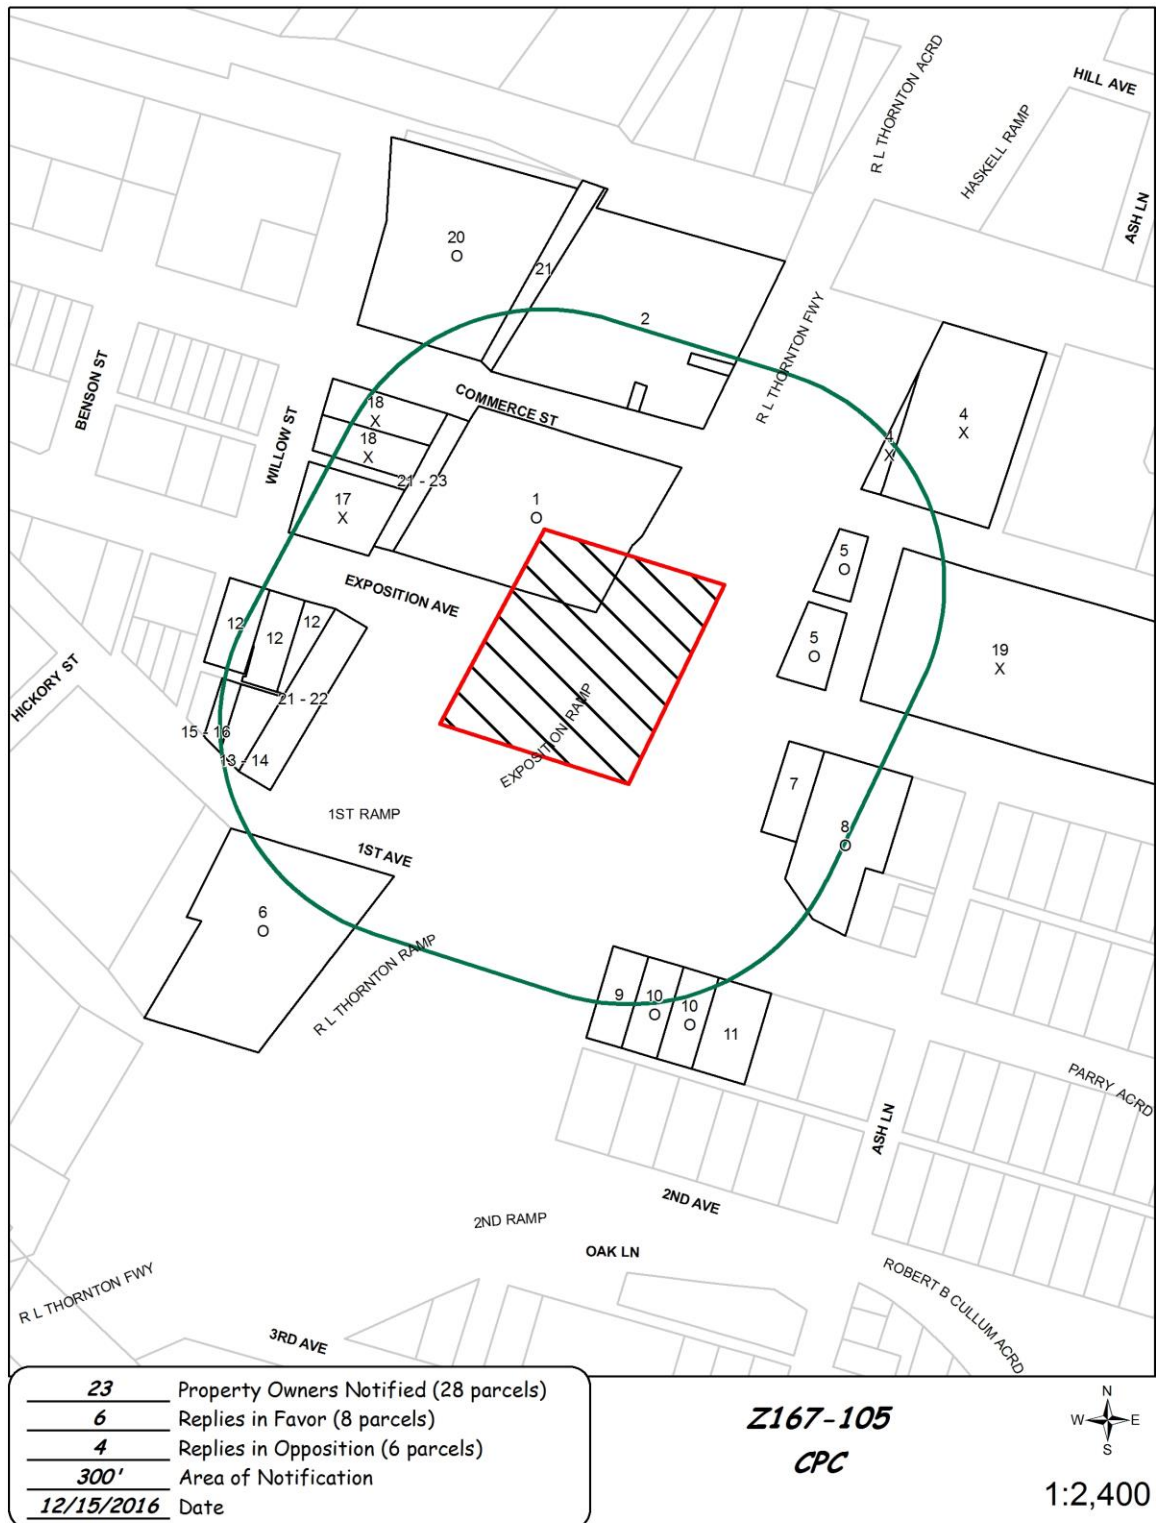 HILL AVE
R L THORNTON ACRD
HASKELL RAMP
ASH LN
20
O
21
2
R L THORNTON FWY
BENSON ST
WILLOW ST
COMMERCE ST
18
X
18
X
4
X
4
X
21 - 23
17
X
1
O
5
O
EXPOSITION AVE
12
12
12
5
O
19
X
HICKORY ST
21 - 22
15 - 16
13 - 14
EXPOSITION RAMP
7
8
O
1ST RAMP
1ST AVE
6
O
R L THORNTON RAMP
9
10
O
10
O
11
PARRY ACRD
ASH LN
2ND AVE
2ND RAMP
OAK LN
R L THORNTON FWY
ROBERT B CULLUM ACRD
3RD AVE
23 Property Owners Notified (28 parcels)
6 Replies in Favor (8 parcels)
4 Replies in Opposition (6 parcels)
300' Area of Notification
12/15/2016 Date
Z167-105
CPC
N
W E
S
1:2,400